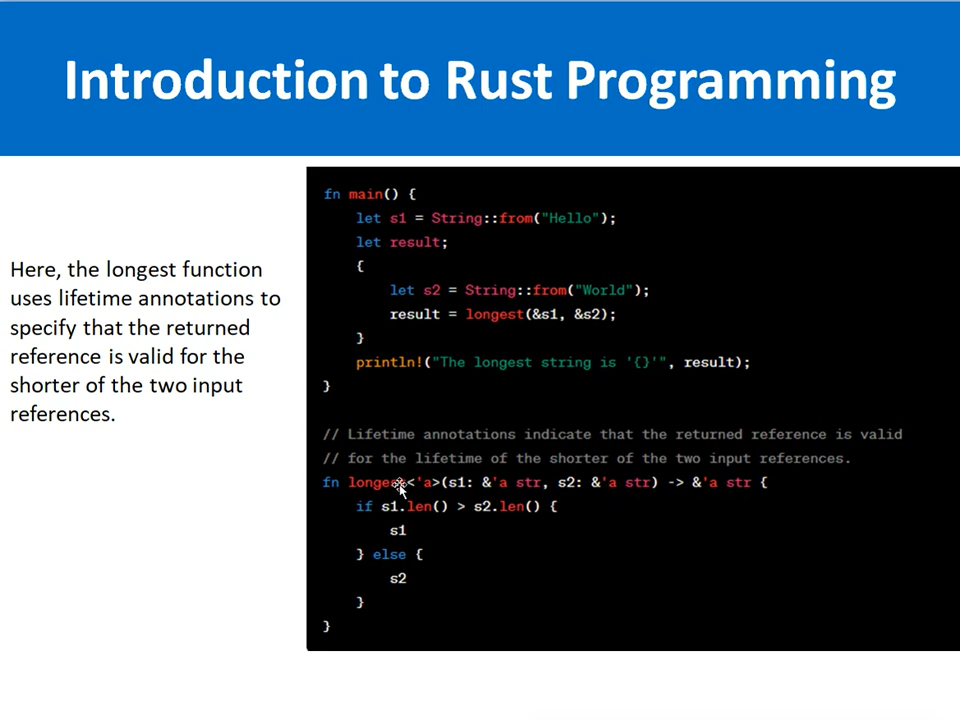 Introduction to Rust Programming
Here, the longest function
uses lifetime annotations to
specify that the returned
reference is valid for the
shorter of the two input
references.
fn main() {
    let s1 = String::from("Hello");
    let result;
    {
        let s2 = String::from("World");
        result = longest(&s1, &s2);
    }
    println!("The longest string is '{}'", result);
}
// Lifetime annotations indicate that the returned reference is valid
// for the lifetime of the shorter of the two input references.
fn longest<'a>(s1: &'a str, s2: &'a str) -> &'a str {
    if s1.len() > s2.len() {
        s1
    } else {
        s2
    }
}